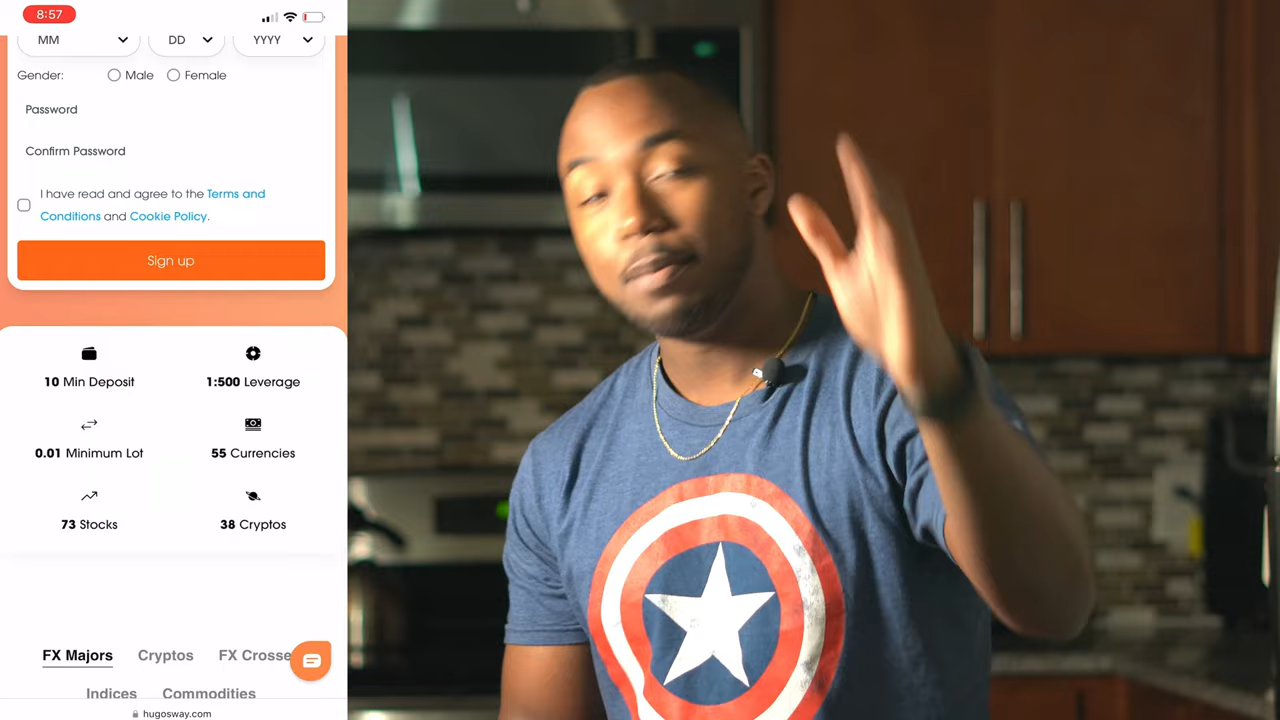 8:57
MM DD YYYY
Gender: Male Female
Password
Confirm Password
I have read and agree to the Terms and
Conditions and Cookie Policy.
Sign up
10 Min Deposit 1:500 Leverage
0.01 Minimum Lot 55 Currencies
73 Stocks 38 Cryptos
FX Majors Cryptos FX Crosse
Indices Commodities
hugosway.com